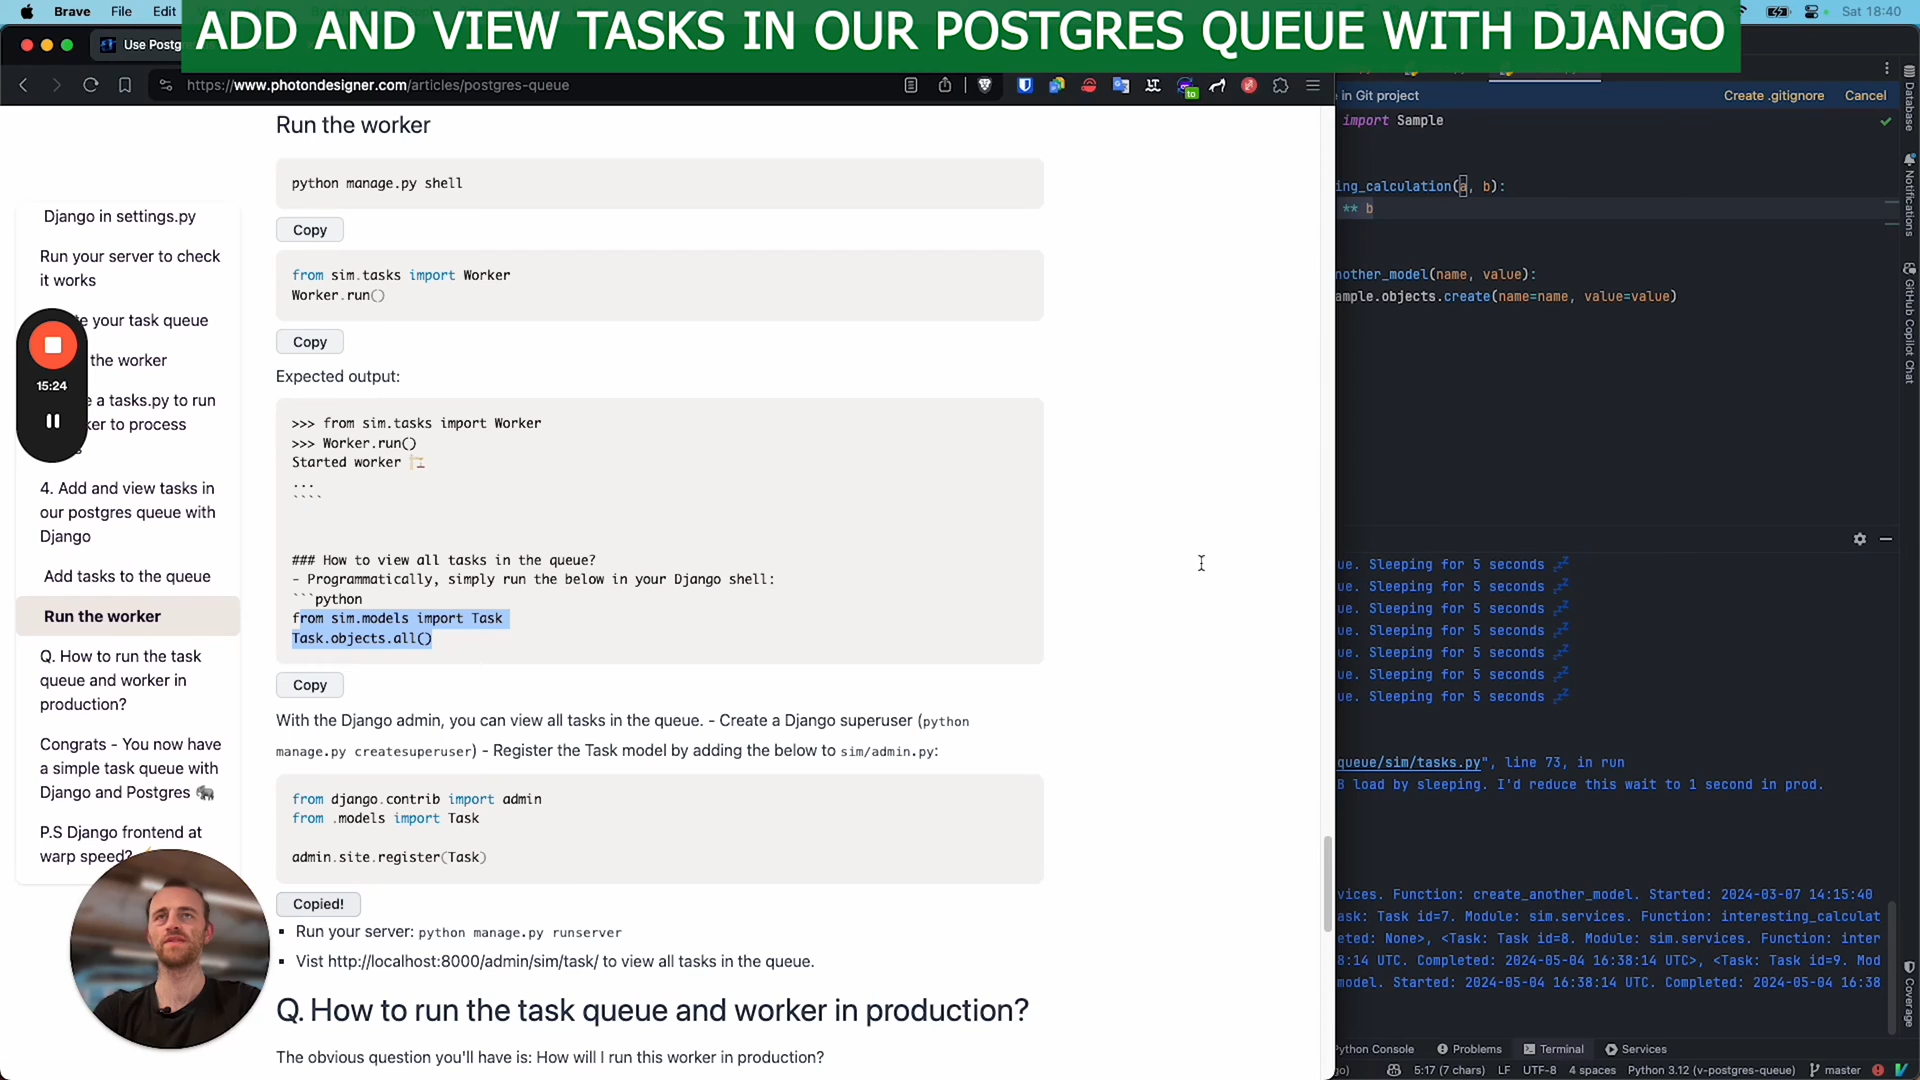 Brave File Edit
Sat 18:40
ADD AND VIEW TASKS IN OUR POSTGRES QUEUE WITH DJANGO
Use Postg
https://www.photondesigner.com/articles/postgres-queue
Django in settings.py
Run your server to check
it works
te your task queue
the worker
e a tasks.py to run
ker to process
s
4. Add and view tasks in
our postgres queue with
Django
Add tasks to the queue
Run the worker
Q. How to run the task
queue and worker in
production?
Congrats - You now have
a simple task queue with
Django and Postgres 🐘
P.S Django frontend at
warp speed?
15:24
Run the worker
python manage.py shell
Copy
from sim.tasks import Worker
Worker.run()
Copy
Expected output:
>>> from sim.tasks import Worker
>>> Worker.run()
Started worker 🏗️
...
````
### How to view all tasks in the queue?
- Programmatically, simply run the below in your Django shell:
```python
from sim.models import Task
Task.objects.all()
Copy
With the Django admin, you can view all tasks in the queue. - Create a Django superuser (python
manage.py createsuperuser) - Register the Task model by adding the below to sim/admin.py:
from django.contrib import admin
from .models import Task
admin.site.register(Task)
Copied!
▪ Run your server: python manage.py runserver
▪ Vist http://localhost:8000/admin/sim/task/ to view all tasks in the queue.
Q. How to run the task queue and worker in production?
The obvious question you'll have is: How will I run this worker in production?
in Git project
Create .gitignore Cancel
import Sample
ing_calculation(a, b):
** b
nother_model(name, value):
ample.objects.create(name=name, value=value)
ue. Sleeping for 5 seconds 💤
ue. Sleeping for 5 seconds 💤
ue. Sleeping for 5 seconds 💤
ue. Sleeping for 5 seconds 💤
ue. Sleeping for 5 seconds 💤
ue. Sleeping for 5 seconds 💤
ue. Sleeping for 5 seconds 💤
queue/sim/tasks.py", line 73, in run
B load by sleeping. I'd reduce this wait to 1 second in prod.
vices. Function: create_another_model. Started: 2024-03-07 14:15:40
ask: Task id=7. Module: sim.services. Function: interesting_calculat
eted: None>, <Task: Task id=8. Module: sim.services. Function: inter
8:14 UTC. Completed: 2024-05-04 16:38:14 UTC>, <Task: Task id=9. Mod
model. Started: 2024-05-04 16:38:14 UTC. Completed: 2024-05-04 16:38
ython Console Problems Terminal Services
go) 5:17 (7 chars) LF UTF-8 4 spaces Python 3.12 (v-postgres-queue) master
Database
Notifications
GitHub Copilot Chat
Coverage